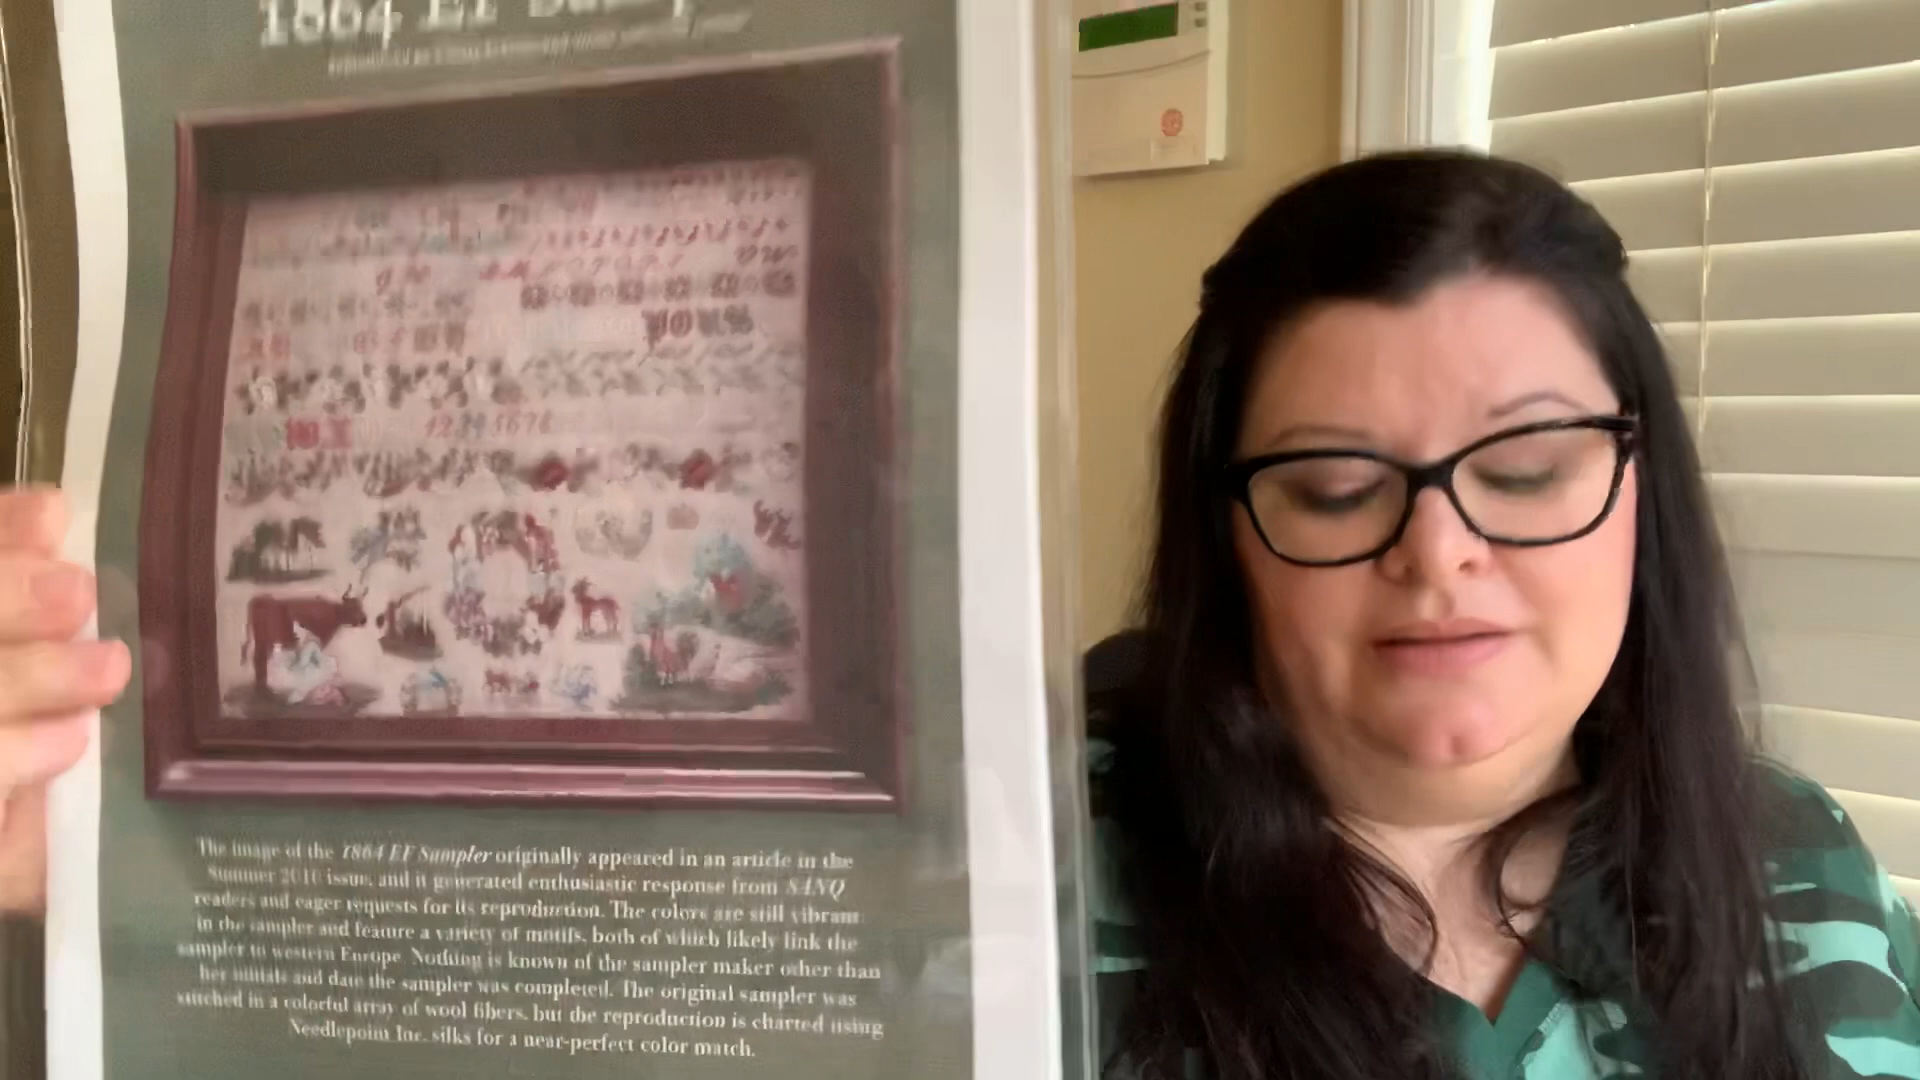 1864 EF
The image of the 1864 EF Sampler originally appeared in an article in the
Summer 2010 issue, and it generated enthusiastic response from SANQ
readers and eager requests for its reproduction. The colors are still vibrant
in the sampler and feature a variety of motifs, both of which likely link the
sampler to western Europe. Nothing is known of the sampler maker other than
her initials and date the sampler was completed. The original sampler was
stitched in a colorful array of wool fibers, but the reproduction is charted using
Needlepoint Inc. silks for a near-perfect color match.